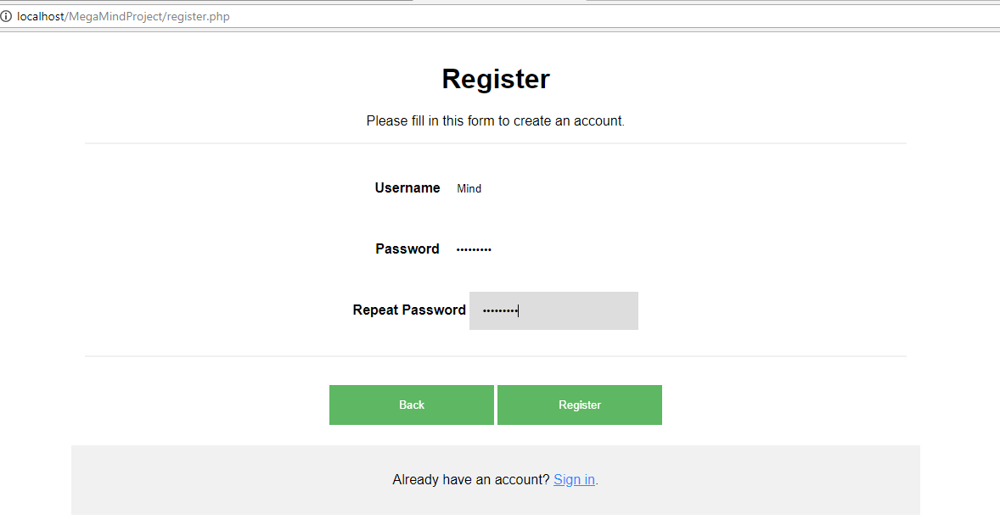 localhost/MegaMindProject/register.php
Register
Please fill in this form to create an account.
Username Mind
Password •••••••••
Repeat Password •••••••••
Back Register
Already have an account? Sign in.